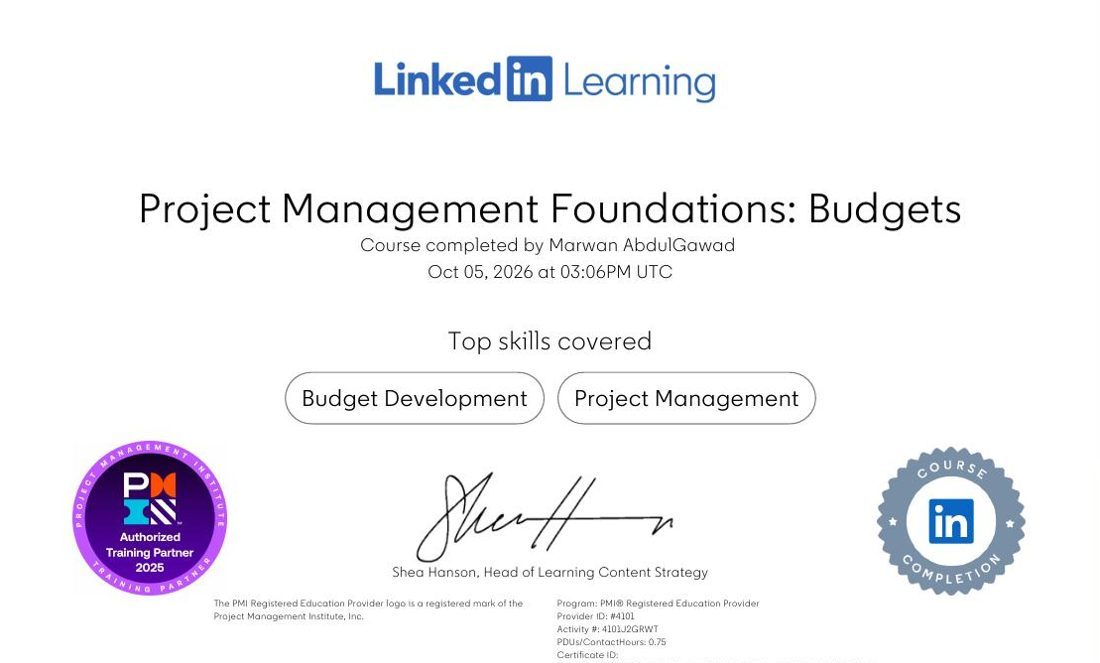 Linked in Learning
Project Management Foundations: Budgets
Course completed by Marwan AbdulGawad
Oct 05, 2026 at 03:06PM UTC
Top skills covered
Budget Development
Project Management
PROJECT MANAGEMENT INSTITUTE
PM
Authorized
Training Partner
2025
TRAINING PARTNER
Shea Hanson, Head of Learning Content Strategy
COURSE
in
COMPLETION
The PMI Registered Education Provider logo is a registered mark of the
Project Management Institute, Inc.
Program: PMI® Registered Education Provider
Provider ID: #4101
Activity #: 4101J2GRWT
PDUs/ContactHours: 0.75
Certificate ID: